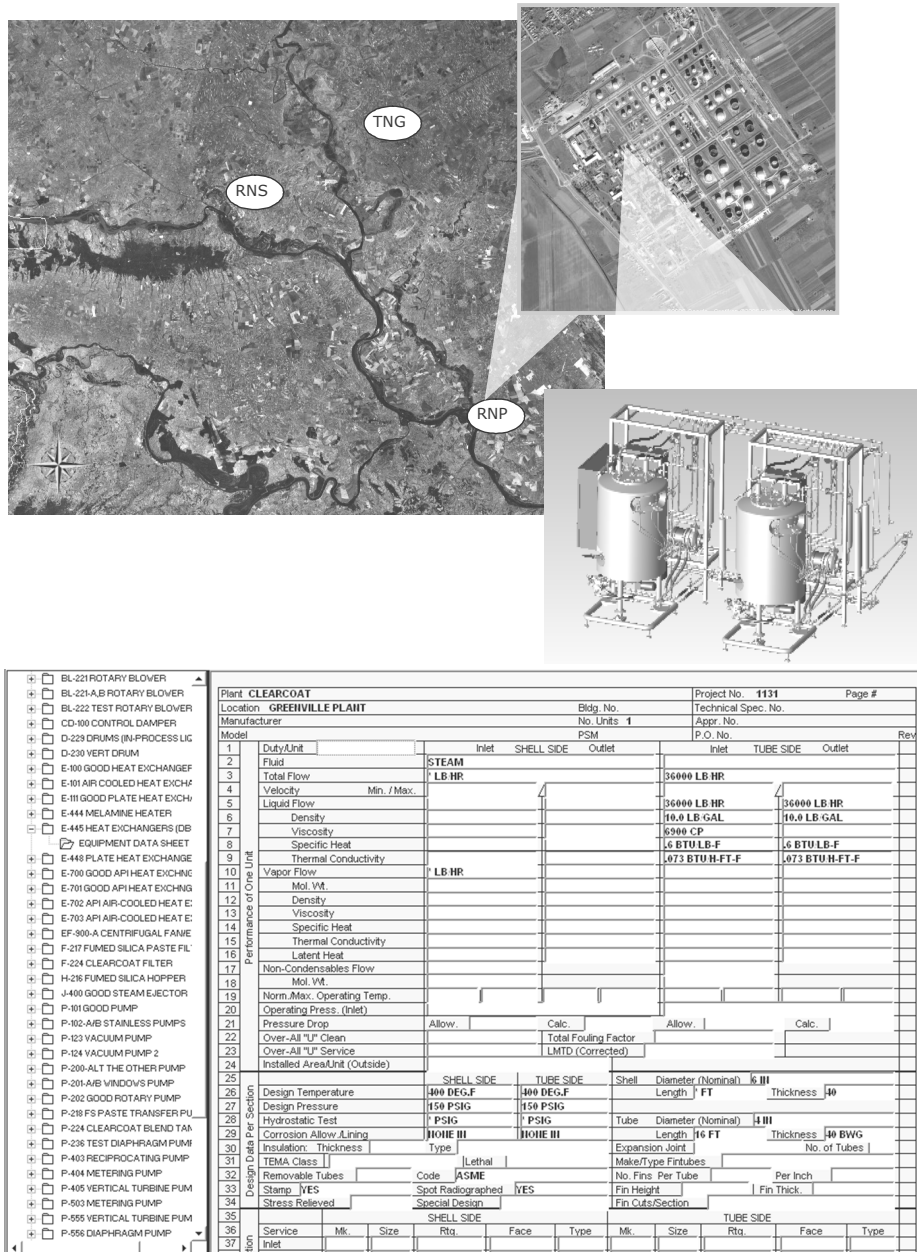 TNG
RNS
RNP
BL-221 ROTARY BLOWER
BL-221-A,B ROTARY BLOWER
BL-222 TEST ROTARY BLOWER
CD-100 CONTROL DAMPER
D-229 DRUMS (IN-PROCESS LIQ
D-230 VERT DRUM
E-100 GOOD HEAT EXCHANGER
E-101 AIR COOLED HEAT EXCHA
E-111 GOOD PLATE HEAT EXCH
E-444 MELAMINE HEATER
E-445 HEAT EXCHANGERS (DB
EQUIPMENT DATA SHEET
E-448 PLATE HEAT EXCHANGE
E-700 GOOD API HEAT EXCHNG
E-701 GOOD API HEAT EXCHNG
E-702 API AIR-COOLED HEAT E
E-703 API AIR-COOLED HEAT E
EF-900-A CENTRIFUGAL FAN/E
F-217 FUMED SILICA PASTE FIL
F-224 CLEARCOAT FILTER
H-216 FUMED SILICA HOPPER
J-400 GOOD STEAM EJECTOR
P-101 GOOD PUMP
P-102-A/B STAINLESS PUMPS
P-123 VACUUM PUMP
P-124 VACUUM PUMP 2
P-200-ALT THE OTHER PUMP
P-201-A/B WINDOWS PUMP
P-202 GOOD ROTARY PUMP
P-218 FS PASTE TRANSFER PU
P-224 CLEARCOAT BLEND TAN
P-236 TEST DIAPHRAGM PUMP
P-403 RECIPROCATING PUMP
P-404 METERING PUMP
P-405 VERTICAL TURBINE PUM
P-503 METERING PUMP
P-555 VERTICAL TURBINE PUM
P-556 DIAPHRAGM PUMP
Plant CLEARCOAT Project No. 1131 Page #
Location GREENVILLE PLANT Bldg. No. Technical Spec. No.
Manufacturer No. Units 1 Appr. No.
Model PSM P.O. No. Rev
1 Duty/Unit Inlet SHELL SIDE Outlet Inlet TUBE SIDE Outlet
2 Fluid STEAM
3 Total Flow * LB/HR 36000 LB/HR
4 Velocity Min. / Max. / /
5 Liquid Flow 36000 LB/HR 36000 LB/HR
6 Density 10.0 LB/GAL 10.0 LB/GAL
7 Viscosity 6900 CP
8 Specific Heat .6 BTU/LB-F .6 BTU/LB-F
9 Thermal Conductivity .073 BTU/H-FT-F .073 BTU/H-FT-F
10 Vapor Flow * LB/HR
11 Mol. Wt.
12 Density
13 Viscosity
14 Specific Heat
15 Thermal Conductivity
16 Latent Heat
17 Non-Condensables Flow
18 Mol. Wt.
19 Norm./Max. Operating Temp.
20 Operating Press. (Inlet)
21 Pressure Drop Allow. Calc. Allow. Calc.
22 Over-All "U" Clean Total Fouling Factor
23 Over-All "U" Service LMTD (Corrected)
24 Installed Area/Unit (Outside)
Performance of One Unit
25 SHELL SIDE TUBE SIDE Shell Diameter (Nominal) 6 IN
26 Design Temperature 400 DEG.F 400 DEG.F Length * FT Thickness 40
27 Design Pressure 150 PSIG 150 PSIG
28 Hydrostatic Test * PSIG * PSIG Tube Diameter (Nominal) .4 IN
29 Corrosion Allow./Lining NONE IN NONE IN Length 16 FT Thickness 40 BWG
30 Insulation: Thickness Type Expansion Joint No. of Tubes
31 TEMA Class Lethal Make/Type Fintubes
32 Removable Tubes Code ASME No. Fins Per Tube Per Inch
33 Stamp YES Spot Radiographed YES Fin Height Fin Thick.
34 Stress Relieved Special Design Fin Cuts/Section
Design Data Per Section
35 SHELL SIDE TUBE SIDE
36 Service Mk. Size Rtg. Face Type Mk. Size Rtg. Face Type
37 Inlet
tion